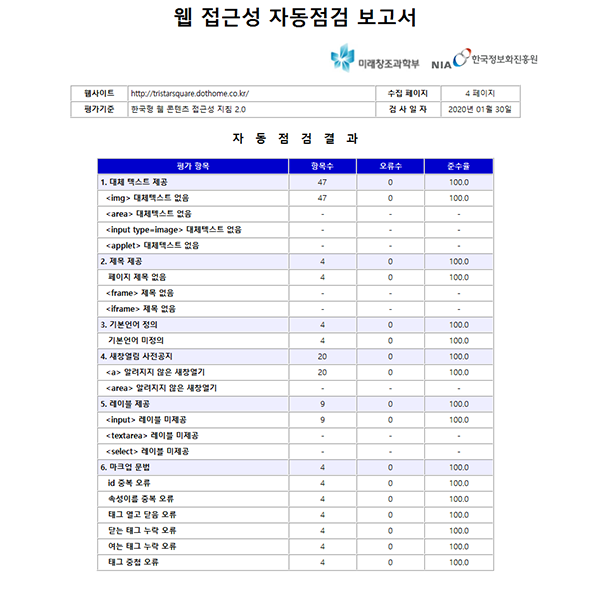 웹 접근성 자동점검 보고서
미래창조과학부 NIA 한국정보화진흥원
웹사이트 http://tristarsquare.dothome.co.kr/ 수집 페이지 4 페이지
평가기준 한국형 웹 콘텐츠 접근성 지침 2.0 검 사 일 자 2020년 01월 30일
자 동 점 검 결 과
평가 항목 항목수 오류수 준수율
1. 대체 텍스트 제공 47 0 100.0
<img> 대체텍스트 없음 47 0 100.0
<area> 대체텍스트 없음 - - -
<input type=image> 대체텍스트 없음 - - -
<applet> 대체텍스트 없음 - - -
2. 제목 제공 4 0 100.0
페이지 제목 없음 4 0 100.0
<frame> 제목 없음 - - -
<iframe> 제목 없음 - - -
3. 기본언어 정의 4 0 100.0
기본언어 미정의 4 0 100.0
4. 새창열림 사전공지 20 0 100.0
<a> 알려지지 않은 새창열기 20 0 100.0
<area> 알려지지 않은 새창열기 - - -
5. 레이블 제공 9 0 100.0
<input> 레이블 미제공 9 0 100.0
<textarea> 레이블 미제공 - - -
<select> 레이블 미제공 - - -
6. 마크업 문법 4 0 100.0
id 중복 오류 4 0 100.0
속성이름 중복 오류 4 0 100.0
태그 열고 닫음 오류 4 0 100.0
닫는 태그 누락 오류 4 0 100.0
여는 태그 누락 오류 4 0 100.0
태그 중첩 오류 4 0 100.0